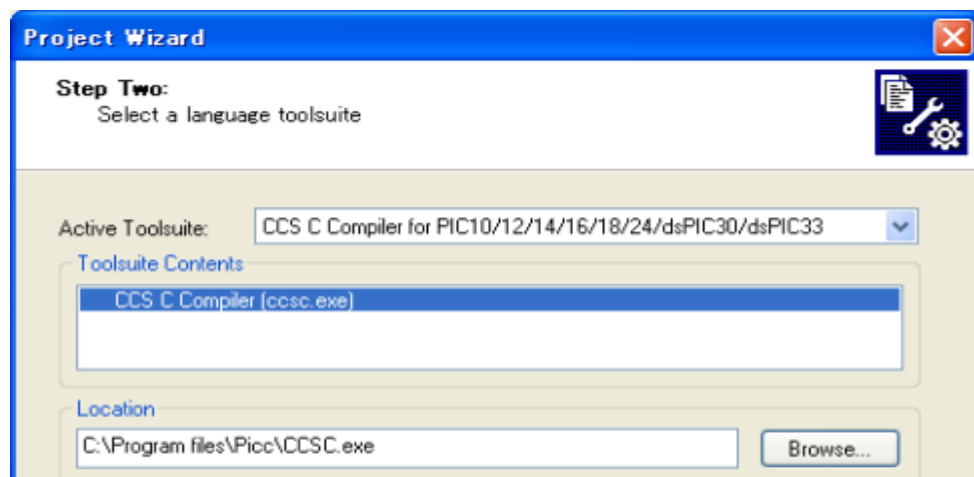 Project Wizard
Step Two:
Select a language toolsuite
Active Toolsuite:
CCS C Compiler for PIC10/12/14/16/18/24/dsPIC30/dsPIC33
Toolsuite Contents
CCS C Compiler (ccsc.exe)
Location
C:\Program files\Picc\CCSC.exe
Browse...